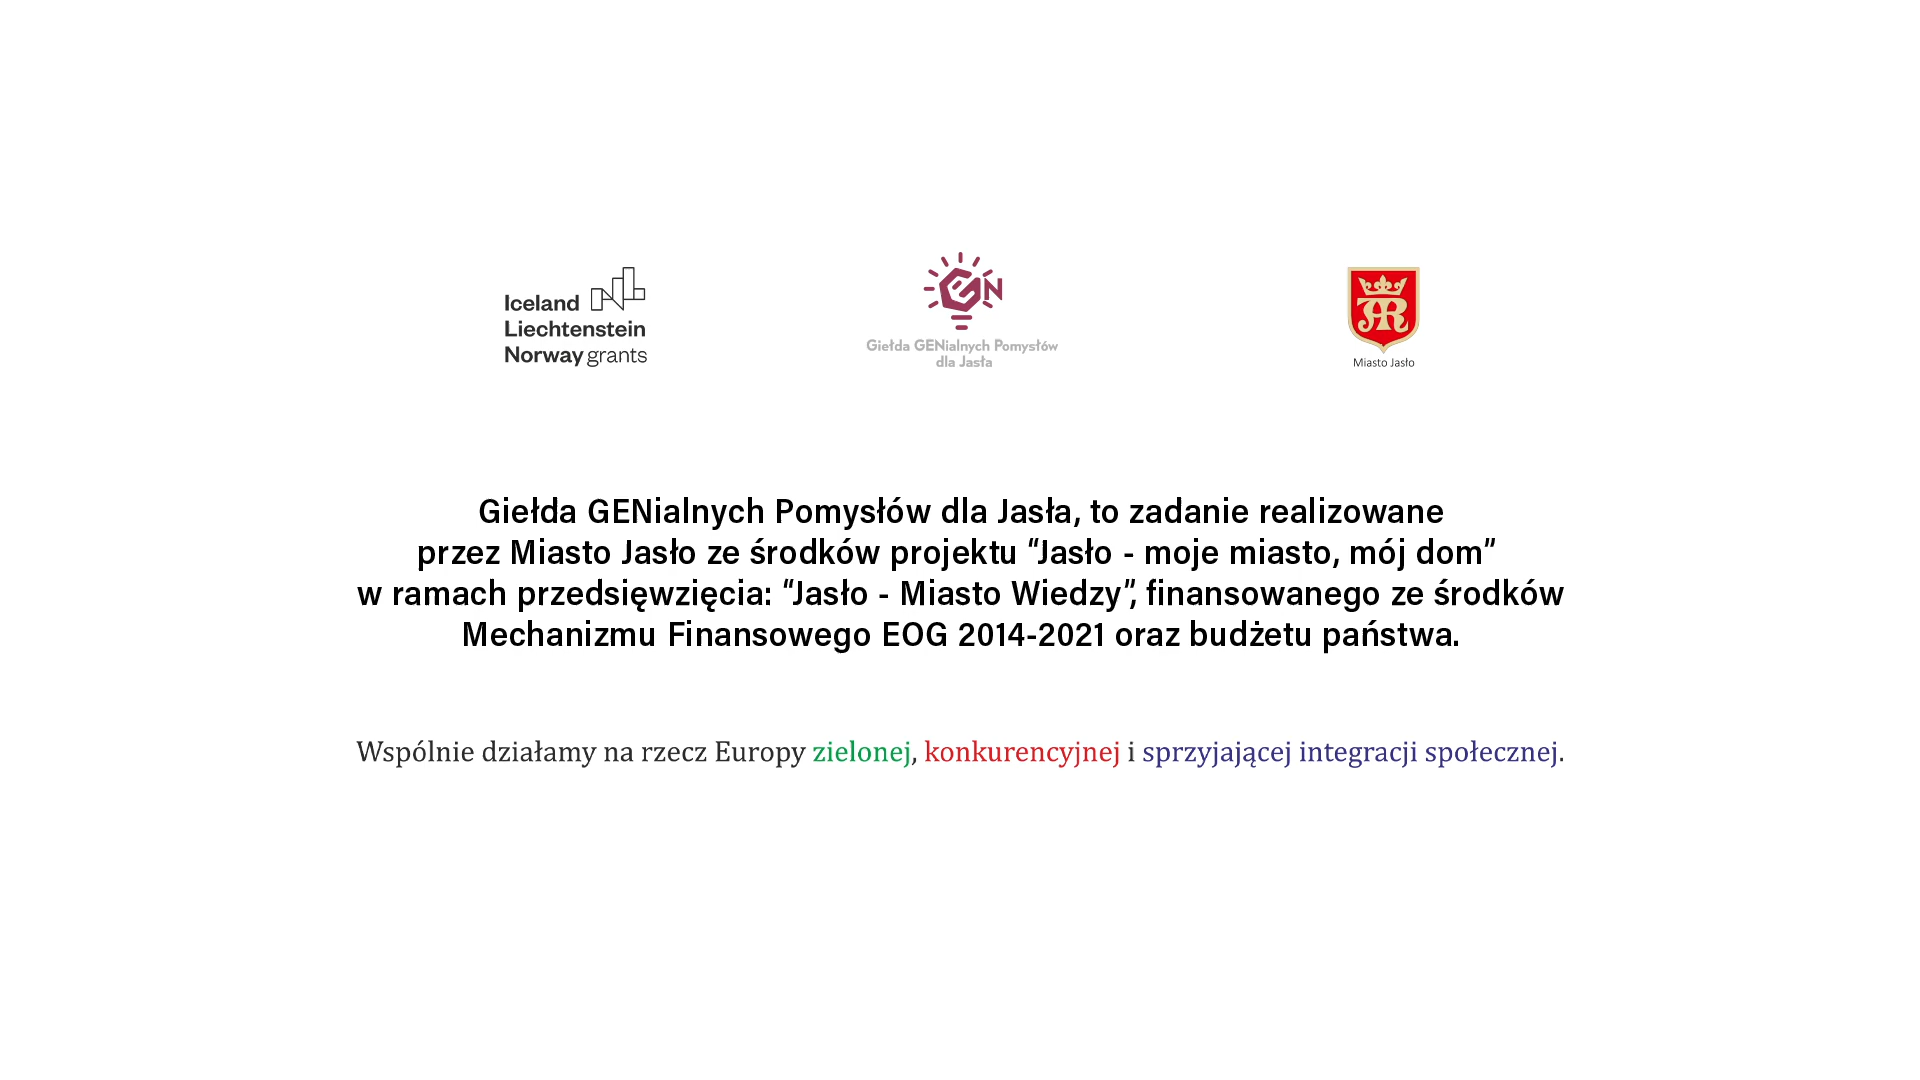 Iceland
Liechtenstein
Norway grants
GEN
Giełda GENialnych Pomysłów
dla Jasła
Miasto Jasło
Giełda GENialnych Pomysłów dla Jasła, to zadanie realizowane
przez Miasto Jasło ze środków projektu “Jasło - moje miasto, mój dom”
w ramach przedsięwzięcia: “Jasło - Miasto Wiedzy”, finansowanego ze środków
Mechanizmu Finansowego EOG 2014-2021 oraz budżetu państwa.
Wspólnie działamy na rzecz Europy zielonej, konkurencyjnej i sprzyjającej integracji społecznej.